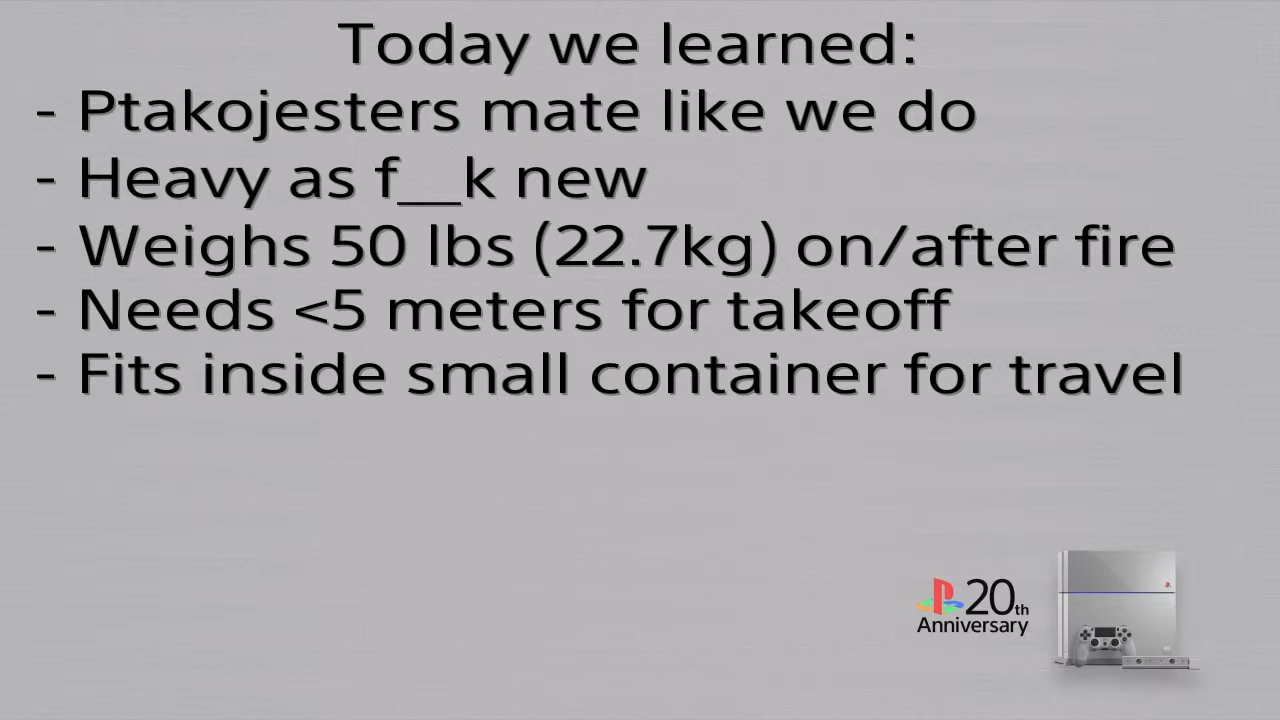 Today we learned:
- Ptakojesters mate like we do
- Heavy as f__k new
- Weighs 50 lbs (22.7kg) on/after fire
- Needs <5 meters for takeoff
- Fits inside small container for travel
20th
Anniversary